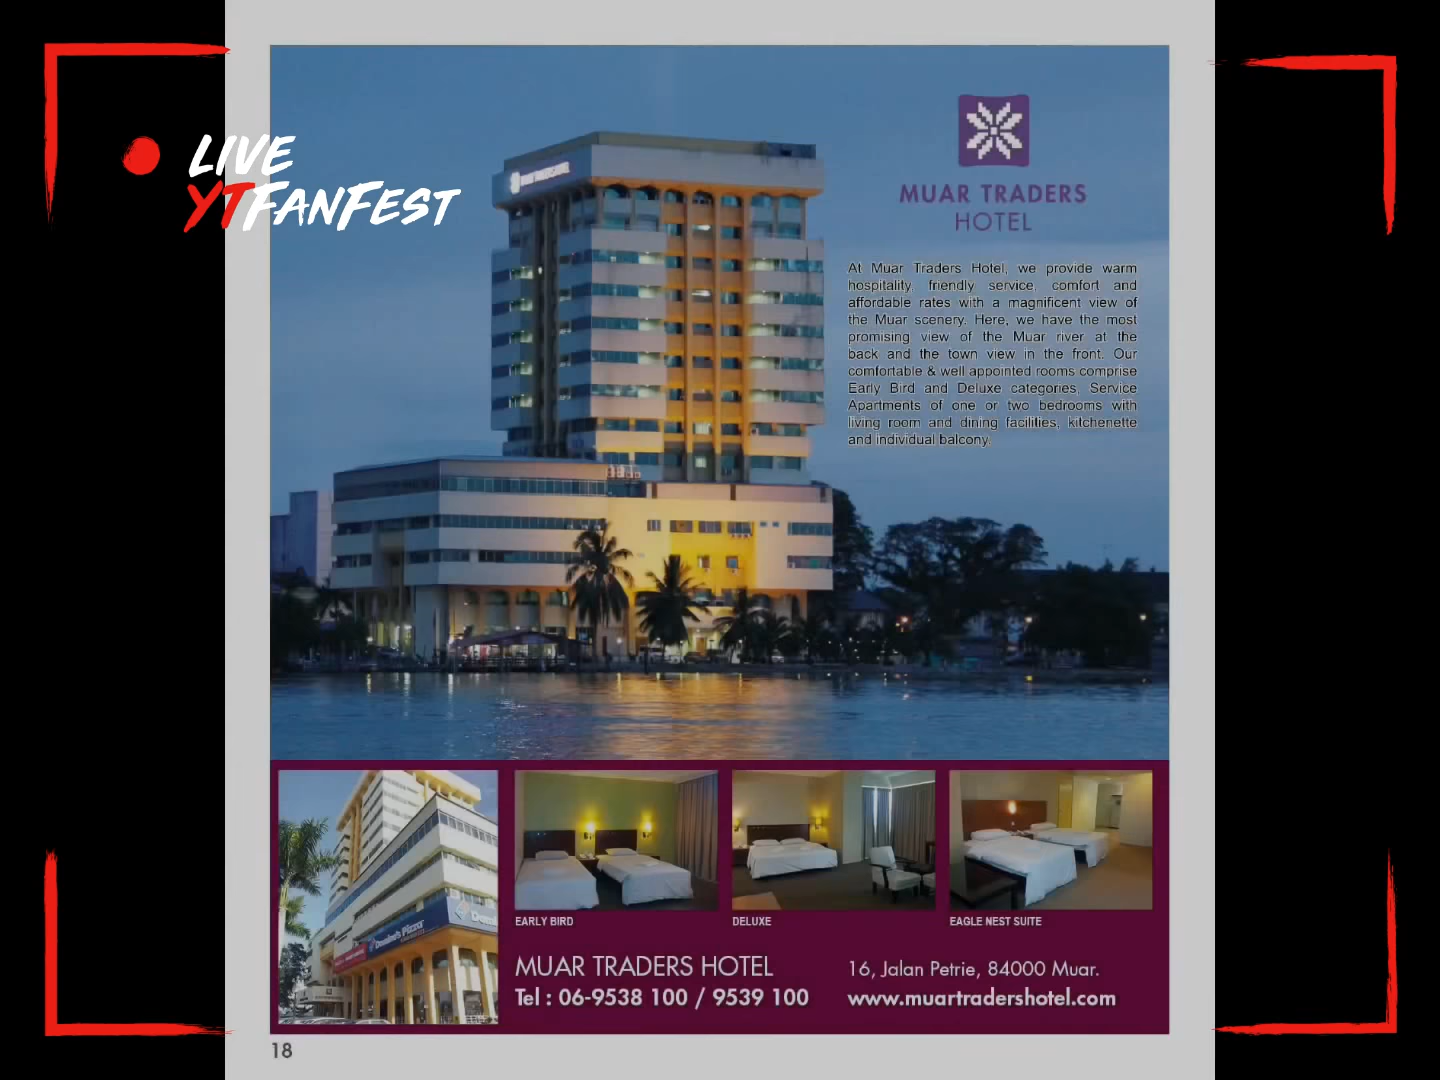 LIVE
YTFANFEST
MUAR TRADERS
HOTEL
At Muar Traders Hotel, we provide warm
hospitality, friendly service, comfort and
affordable rates with a magnificent view of
the Muar scenery. Here, we have the most
promising view of the Muar river at the
back and the town view in the front. Our
comfortable & well appointed rooms comprise
Early Bird and Deluxe categories, Service
Apartments of one or two bedrooms with
living room and dining facilities, kitchenette
and individual balcony.
Domino's Pizza
EARLY BIRD
DELUXE
EAGLE NEST SUITE
MUAR TRADERS HOTEL
Tel : 06-9538 100 / 9539 100
16, Jalan Petrie, 84000 Muar.
www.muartradershotel.com
18